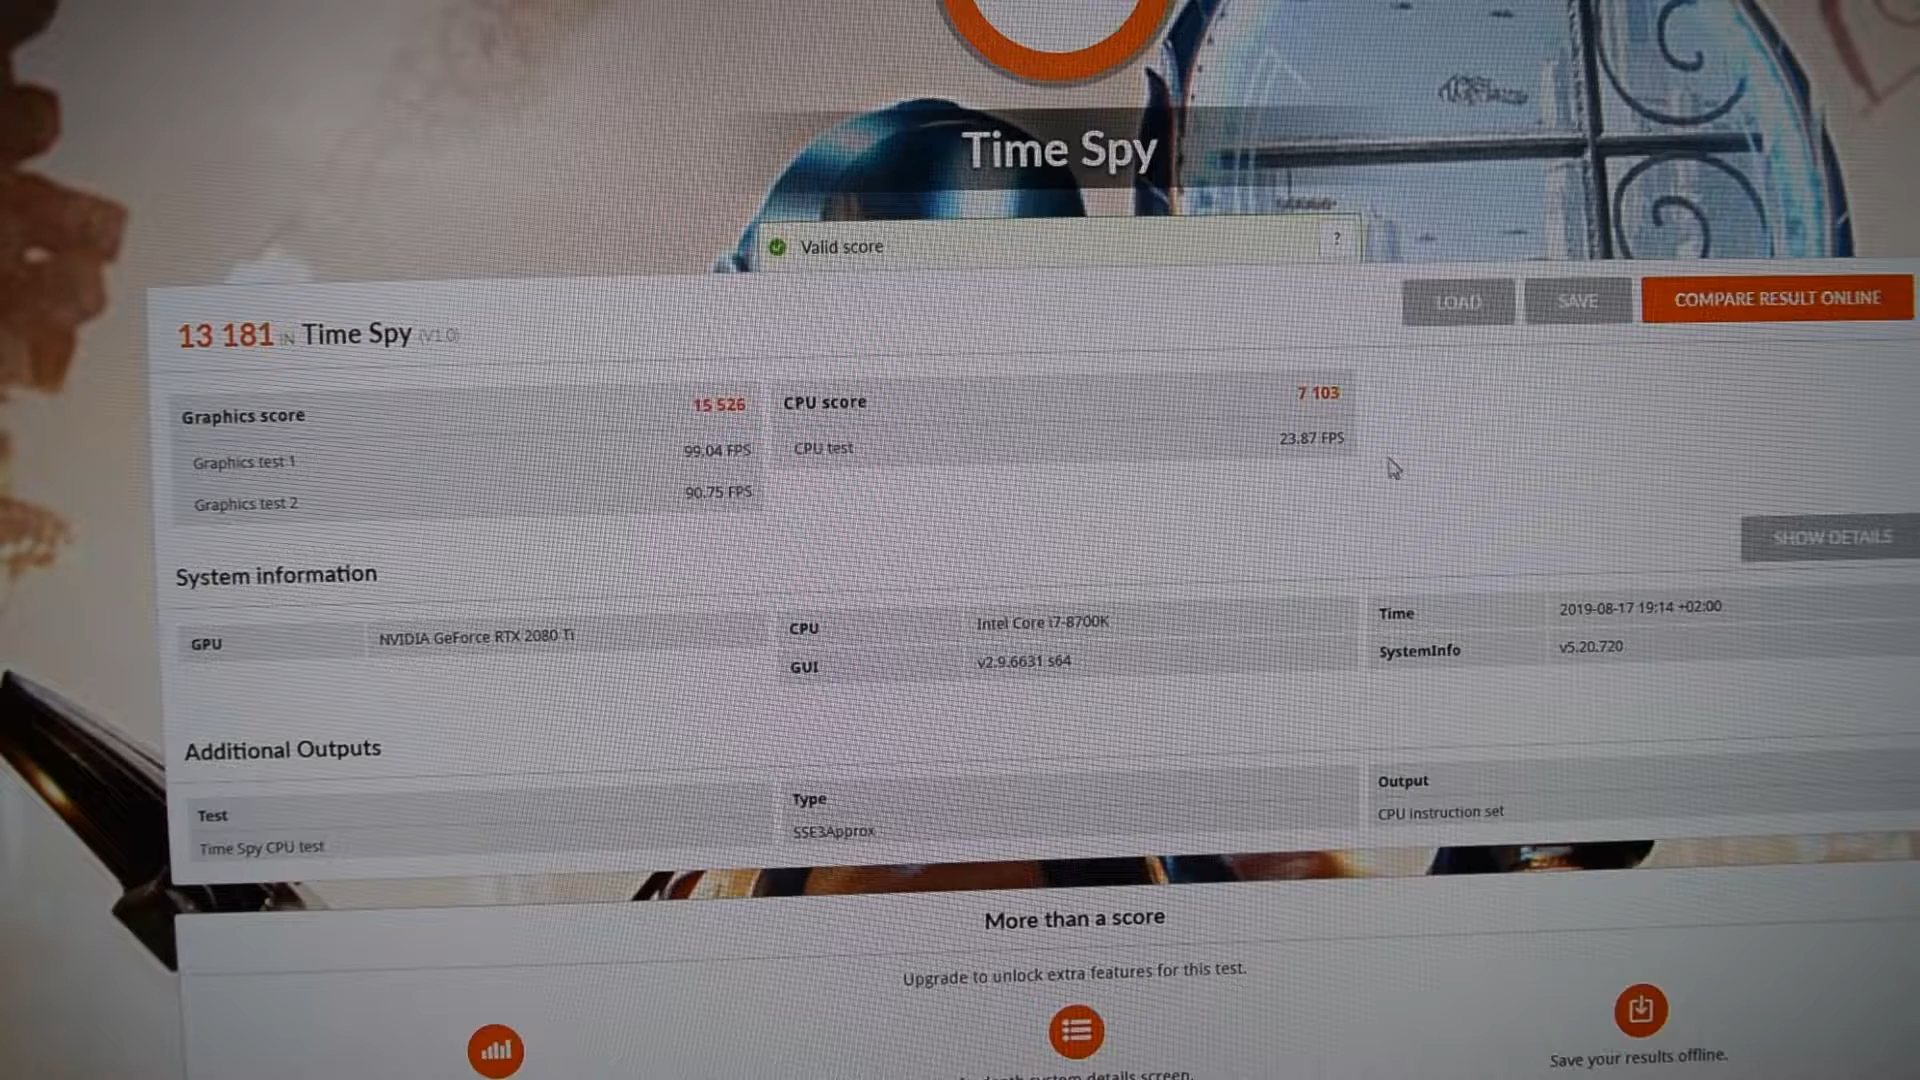 Time Spy
Valid score
?
LOAD
SAVE
COMPARE RESULT ONLINE
13 181 IN Time Spy (V1.0)
Graphics score
15 526
Graphics test 1
99.04 FPS
Graphics test 2
90.75 FPS
CPU score
7 103
CPU test
23.87 FPS
SHOW DETAILS
System information
GPU
NVIDIA GeForce RTX 2080 Ti
CPU
Intel Core i7-8700K
GUI
v2.9.6631 s64
Time
2019-08-17 19:14 +02:00
SystemInfo
v5.20.720
Additional Outputs
Test
Time Spy CPU test
Type
SSE3Approx
Output
CPU instruction set
More than a score
Upgrade to unlock extra features for this test.
system details screen.
Save your results offline.